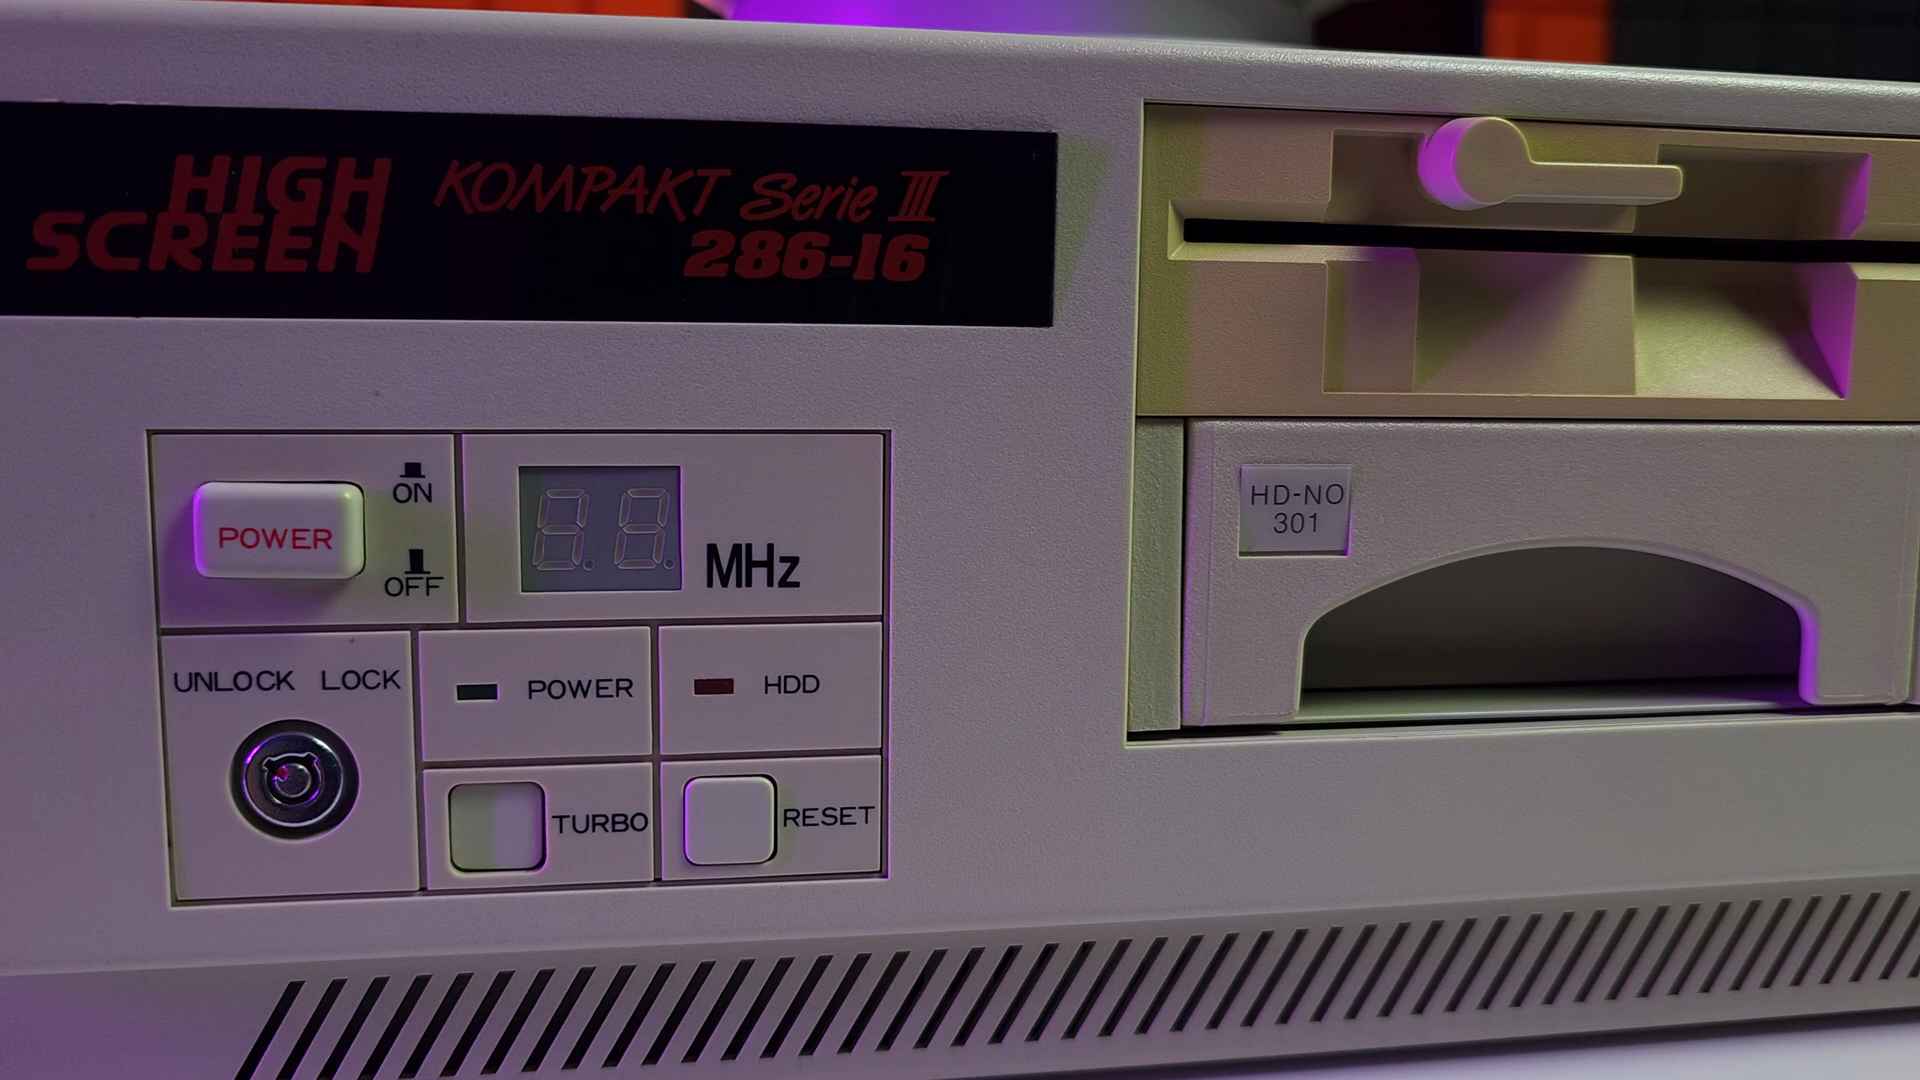 HIGH
SCREEN
KOMPAKT Serie III
286-16
POWER
ON
OFF
MHz
UNLOCK LOCK
POWER
HDD
TURBO
RESET
HD-NO
301